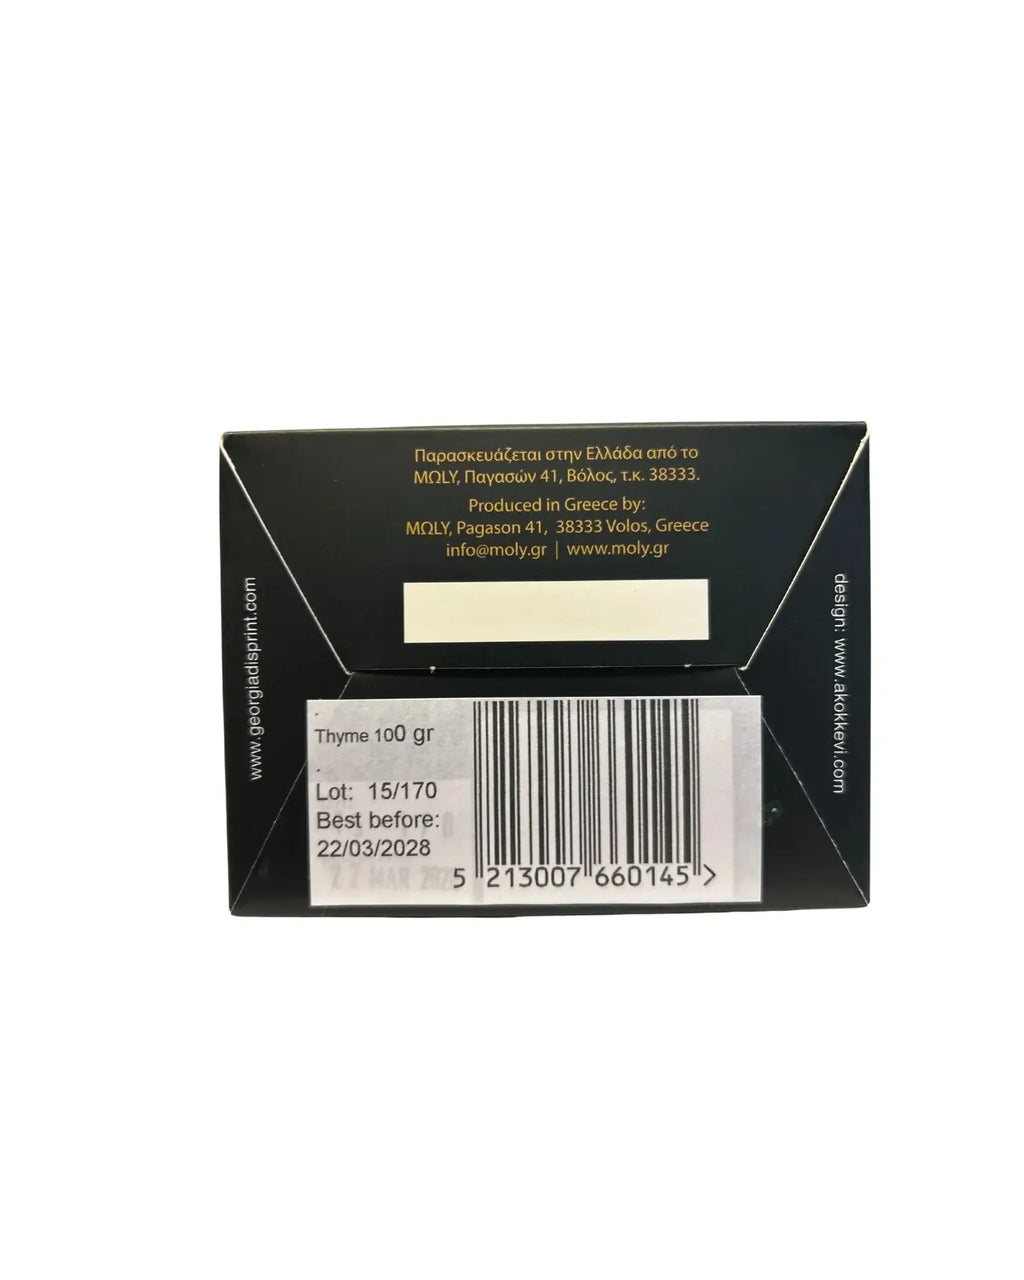 Παρασκευάζεται στην Ελλάδα από το
ΜΩLY, Παγασών 41, Βόλος, τ.κ. 38333.
Produced in Greece by:
ΜΩLY, Pagason 41, 38333 Volos, Greece
info@moly.gr | www.moly.gr
www.georgiadisprint.com
design: www.akokkevi.com
Thyme 100 gr
Lot: 15/170
Best before:
22/03/2028
22 MAR
5 213007 660145 >